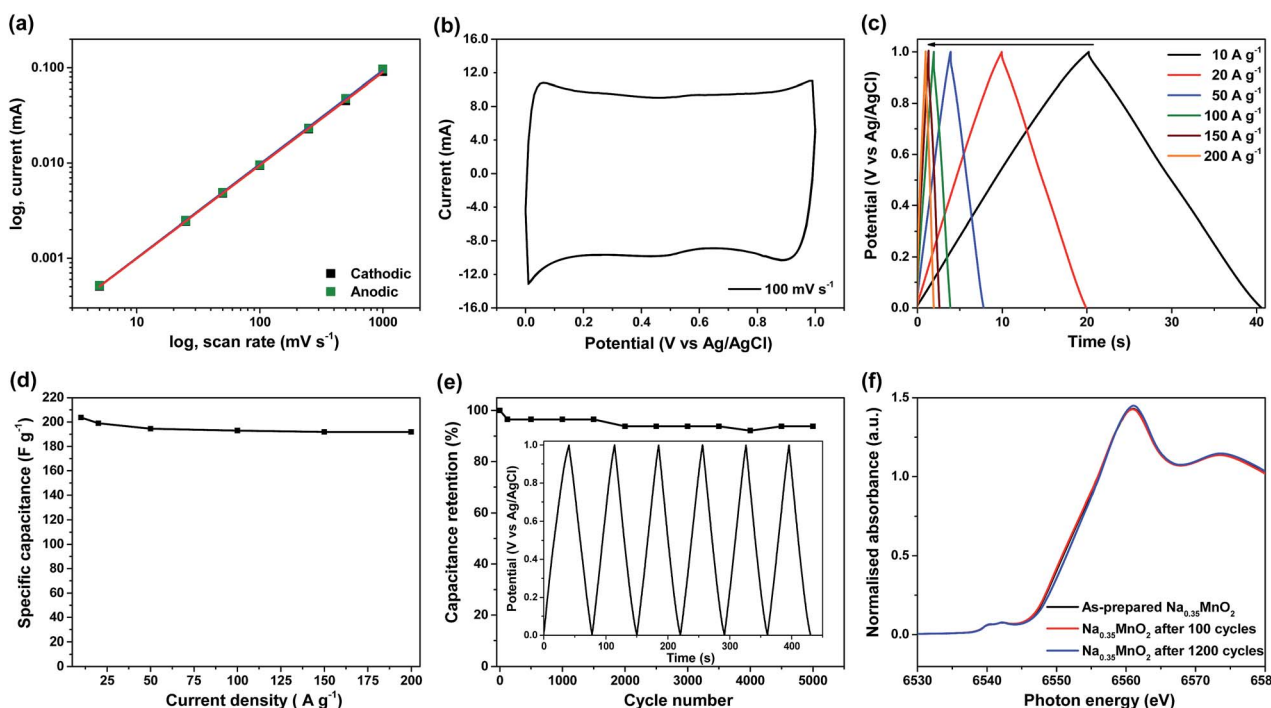 (a)
log, current (mA)
0.100
0.010
0.001
10
100
1000
log, scan rate (mV s⁻¹)
Cathodic
Anodic
(b)
Current (mA)
16.0
12.0
8.0
4.0
0.0
-4.0
-8.0
-12.0
-16.0
0.0 0.2 0.4 0.6 0.8 1.0
Potential (V vs Ag/AgCl)
100 mV s⁻¹
(c)
Potential (V vs Ag/AgCl)
1.0
0.8
0.6
0.4
0.2
0.0
0 10 20 30 40
Time (s)
10 A g⁻¹
20 A g⁻¹
50 A g⁻¹
100 A g⁻¹
150 A g⁻¹
200 A g⁻¹
(d)
Specific capacitance (F g⁻¹)
220
200
180
160
140
120
100
80
60
40
20
0
25 50 75 100 125 150 175 200
Current density ( A g⁻¹)
(e)
Capacitance retention (%)
100
80
60
40
20
0
0 1000 2000 3000 4000 5000
Cycle number
Potential (V vs Ag/AgCl)
1.0
0.8
0.6
0.4
0.2
0.0
0 100 200 300 400
Time (s)
(f)
Normalised absorbance (a.u.)
1.5
1.0
0.5
0.0
6530 6540 6550 6560 6570 658
Photon energy (eV)
As-prepared Na₀.₃₅MnO₂
Na₀.₃₅MnO₂ after 100 cycles
Na₀.₃₅MnO₂ after 1200 cycles